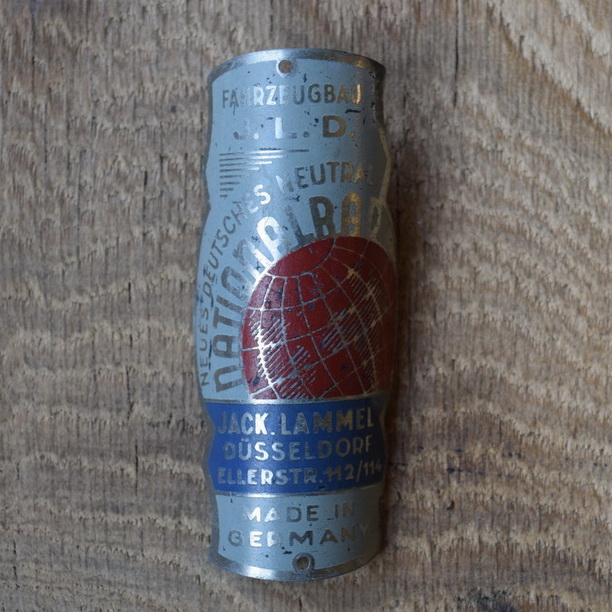 FAHRZEUGBAU
J. L. D.
NEUES DEUTSCHES NEUTRAL
NATIONALRAD
JACK. LAMMEL
DÜSSELDORF
ELLERSTR. 112/114
MADE IN
GERMANY